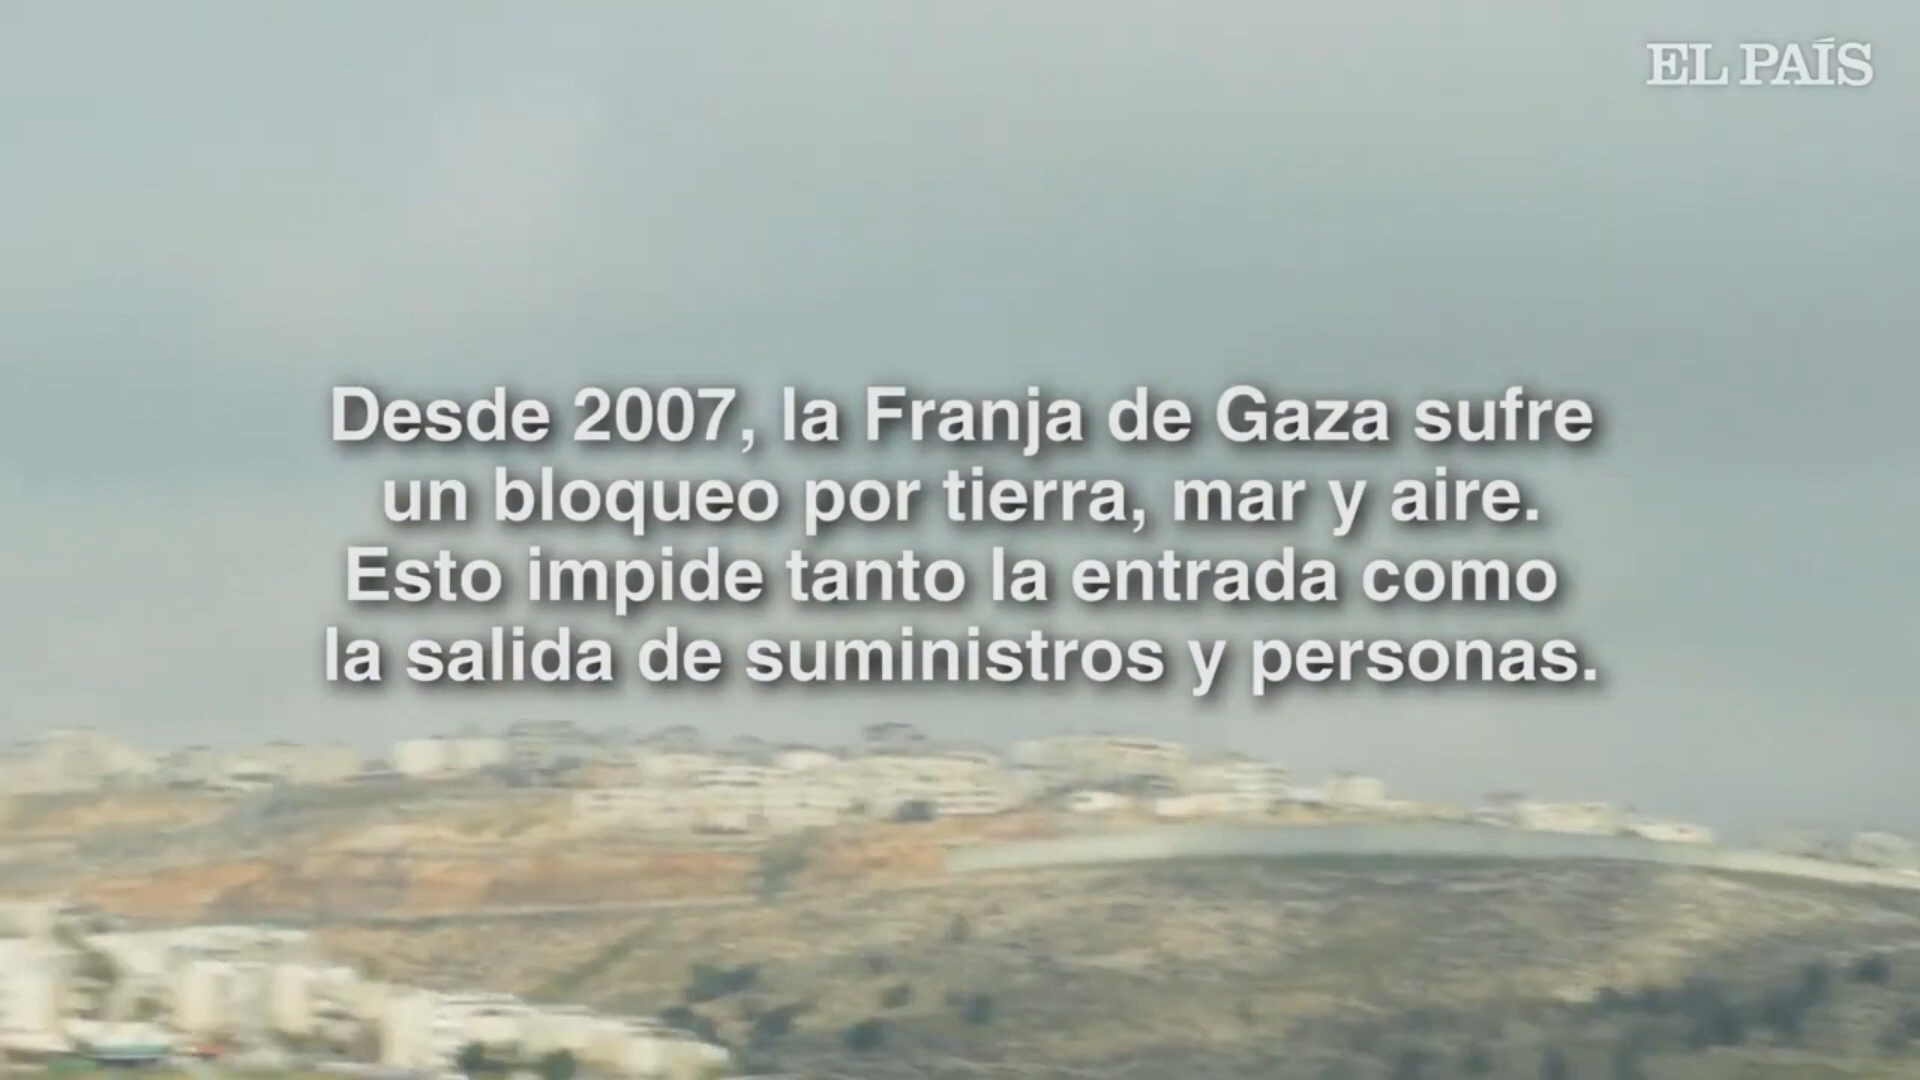 EL PAÍS
Desde 2007, la Franja de Gaza sufre
un bloqueo por tierra, mar y aire.
Esto impide tanto la entrada como
la salida de suministros y personas.